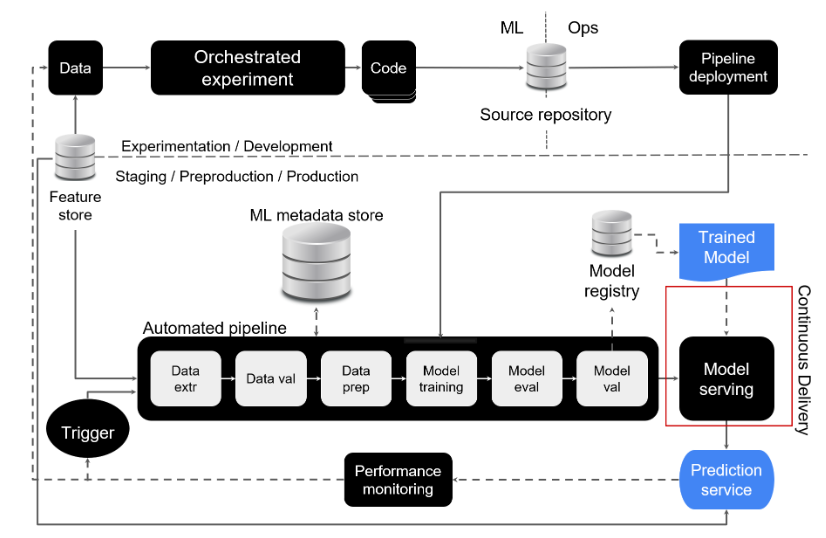 ML
Ops
Data
Orchestrated
experiment
Code
Pipeline
deployment
Source repository
Experimentation / Development
Staging / Preproduction / Production
Feature
store
ML metadata store
Model
registry
Trained
Model
Continuous Delivery
Automated pipeline
Data
extr
Data val
Data
prep
Model
training
Model
eval
Model
val
Model
serving
Trigger
Performance
monitoring
Prediction
service